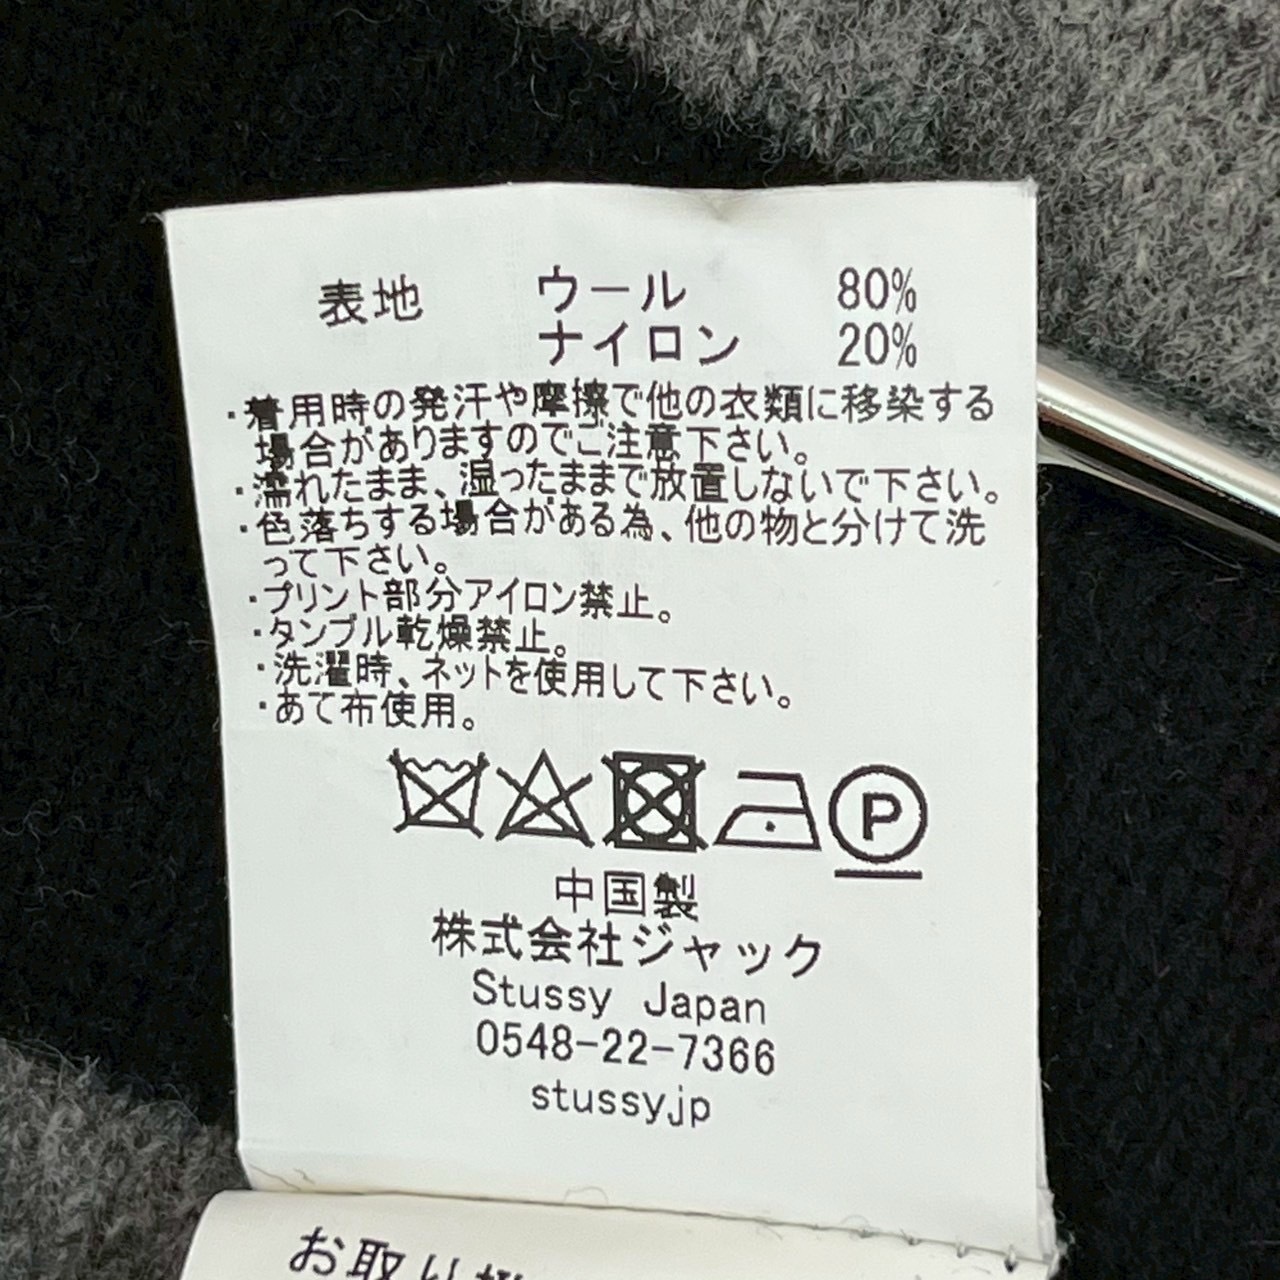 表地 ウール 80%
ナイロン 20%
・着用時の発汗や摩擦で他の衣類に移染する
場合がありますのでご注意下さい。
・濡れたまま、湿ったままで放置しないで下さい。
・色落ちする場合がある為、他の物と分けて洗
って下さい。
・プリント部分アイロン禁止。
・タンブル乾燥禁止。
・洗濯時、ネットを使用して下さい。
・あて布使用。
P
中国製
株式会社ジャック
Stussy Japan
0548-22-7366
stussyjp
お取り